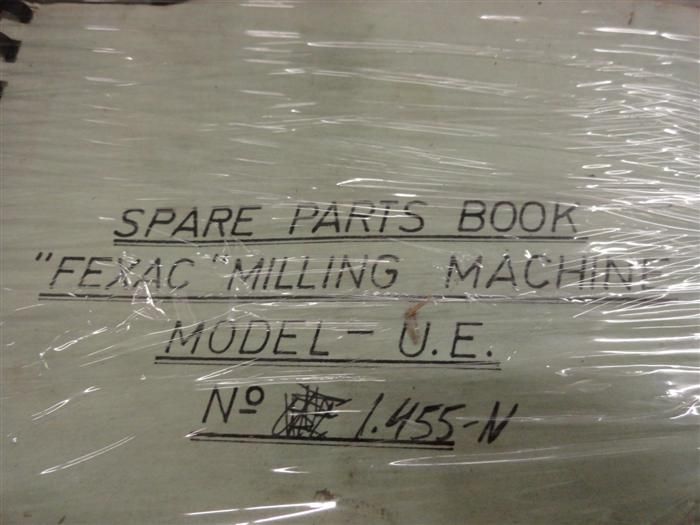 SPARE PARTS BOOK
"FEXAC" MILLING MACHINE
MODEL - U.E.
Nº 1.455-N